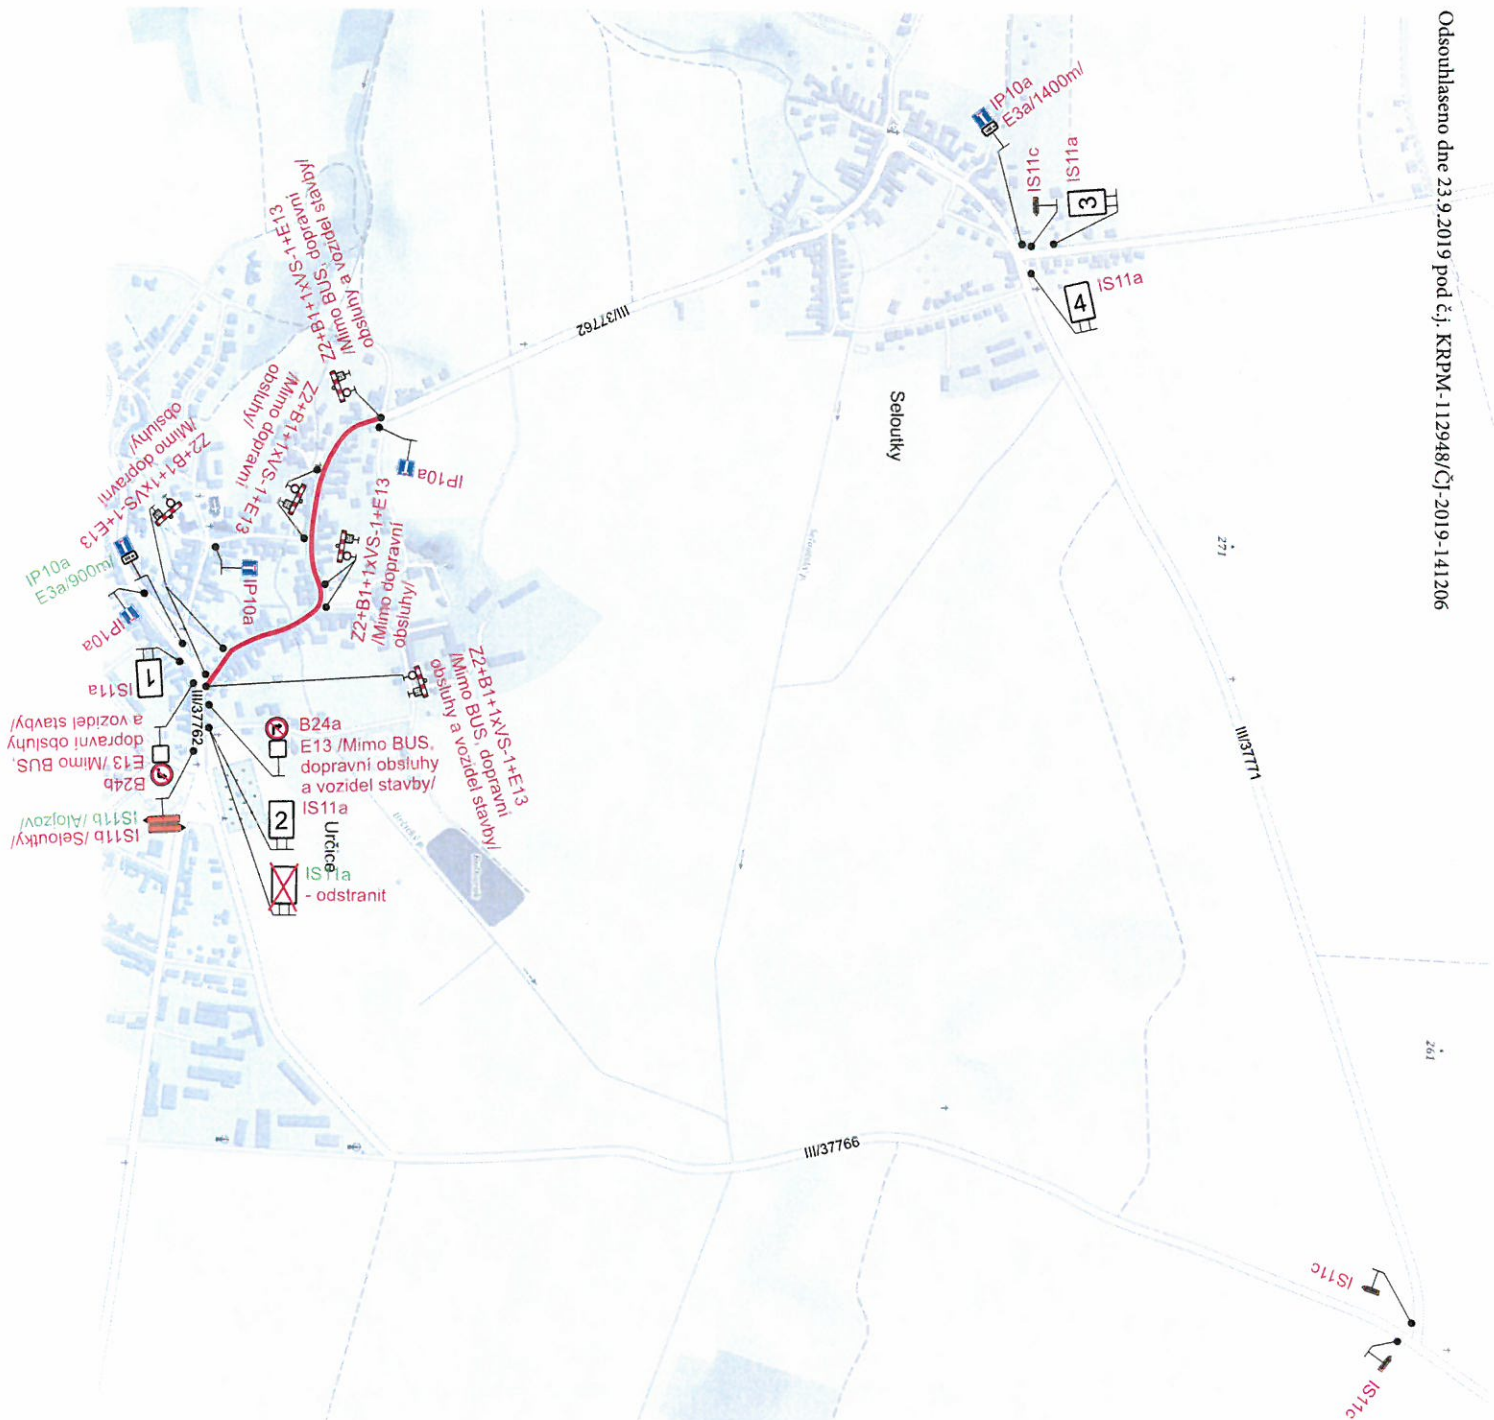 Odsouhlaseno dne 23.9.2019 pod č.j. KRPM-112948/ČJ-2019-141206
IP10a
E3a/1400m/
IS11c
IS11a
3
4
IS11a
III/37762
Seloutky
Z2+B1+1xVS-1+E13
/Mimo BUS, dopravní
obsluhy a vozidel stavby/
IP10a
Z2+B1+1xVS-1+E13
/Mimo dopravní
obsluhy/
Z2+B1+1xVS-1+E13
/Mimo dopravní
obsluhy/
Z2+B1+1xVS-1+E13
/Mimo dopravní
obsluhy/
IP10a
E3a/900m/
IP10a
IP10a
Z2+B1+1xVS-1+E13
/Mimo BUS, dopravní
obsluhy a vozidel stavby/
1
IS11a
III/37762
B24b
E13 /Mimo BUS,
dopravní obsluhy
a vozidel stavby/
B24a
E13 /Mimo BUS,
dopravní obsluhy
a vozidel stavby/
IS11a
2
Určice
IS11a
- odstranit
IS11b /Seloutky/
IS11b /Alojzov/
271
III/37771
261
III/37766
IS11c
IS11c